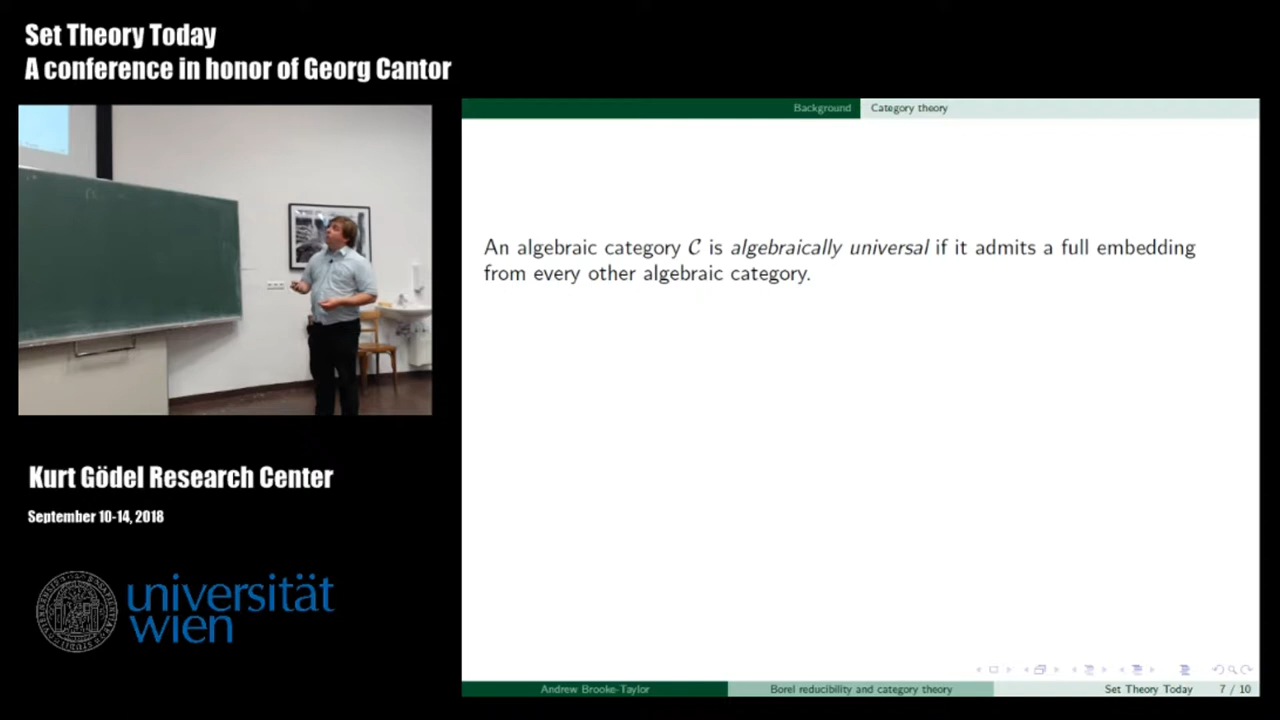 Set Theory Today
A conference in honor of Georg Cantor
Background
Category theory
An algebraic category C is algebraically universal if it admits a full embedding
from every other algebraic category.
Kurt Gödel Research Center
September 10-14, 2018
universität
wien
Andrew Brooke-Taylor
Borel reducibility and category theory
Set Theory Today
7 / 10